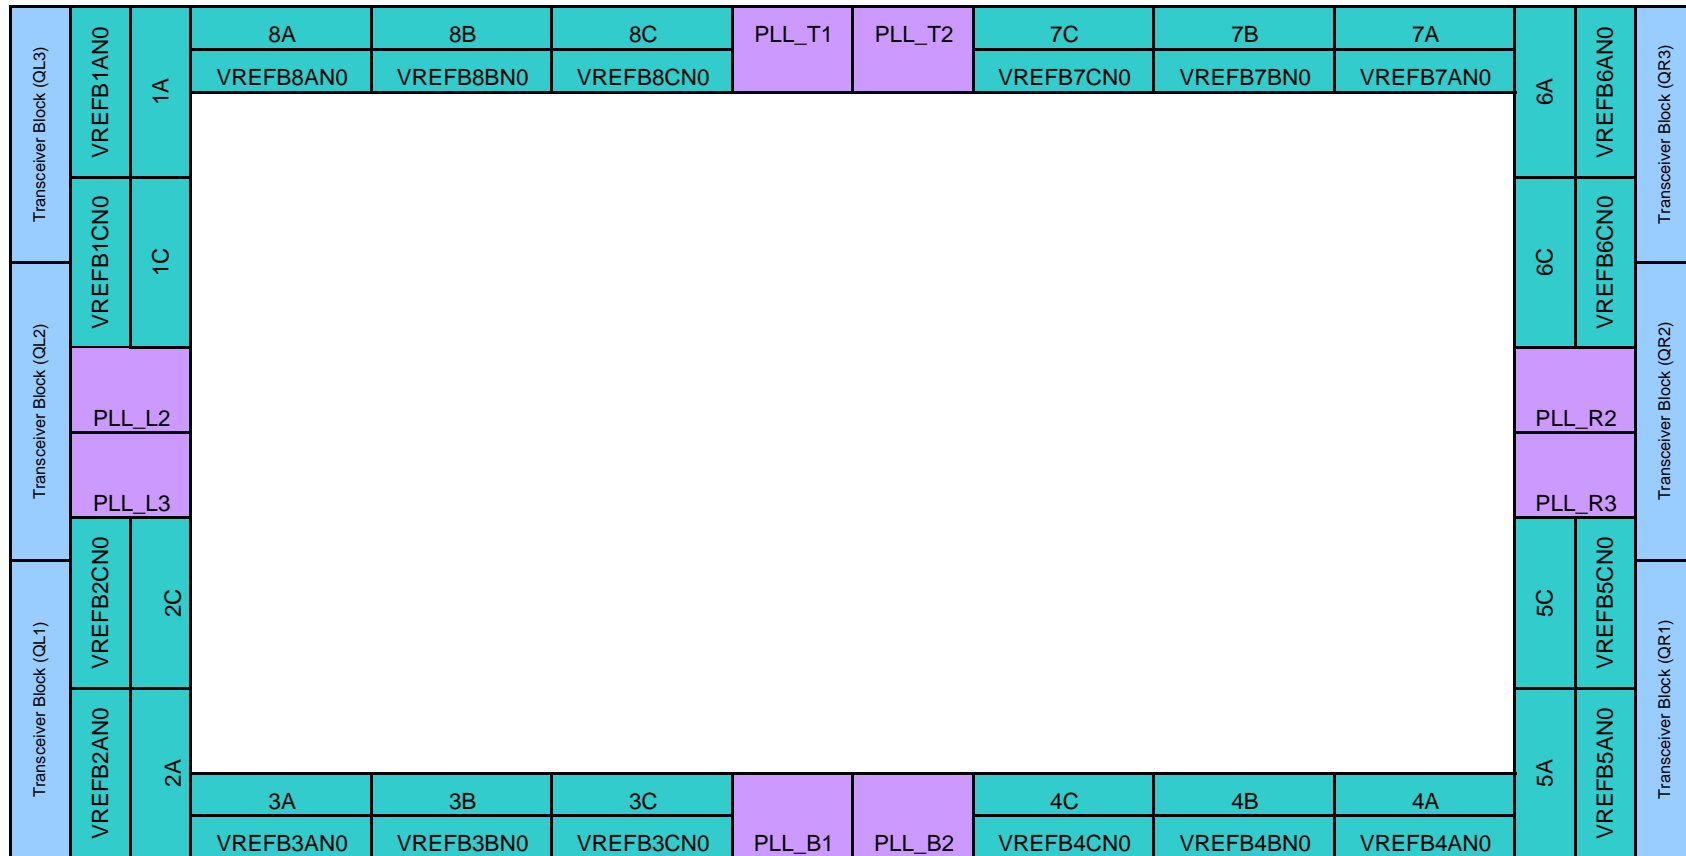 8A 8B 8C PLL_T1 PLL_T2 7C 7B 7A
VREFB8AN0 VREFB8BN0 VREFB8CN0 VREFB7CN0 VREFB7BN0 VREFB7AN0
Transceiver Block (QL3)
VREFB1AN0
1A
6A
VREFB6AN0
Transceiver Block (QR3)
VREFB1CN0
1C
6C
VREFB6CN0
Transceiver Block (QL2)
PLL_L2
PLL_R2
Transceiver Block (QR2)
PLL_L3
PLL_R3
VREFB2CN0
2C
5C
VREFB5CN0
Transceiver Block (QL1)
VREFB2AN0
2A
5A
VREFB5AN0
Transceiver Block (QR1)
3A 3B 3C 4C 4B 4A
VREFB3AN0 VREFB3BN0 VREFB3CN0 PLL_B1 PLL_B2 VREFB4CN0 VREFB4BN0 VREFB4AN0